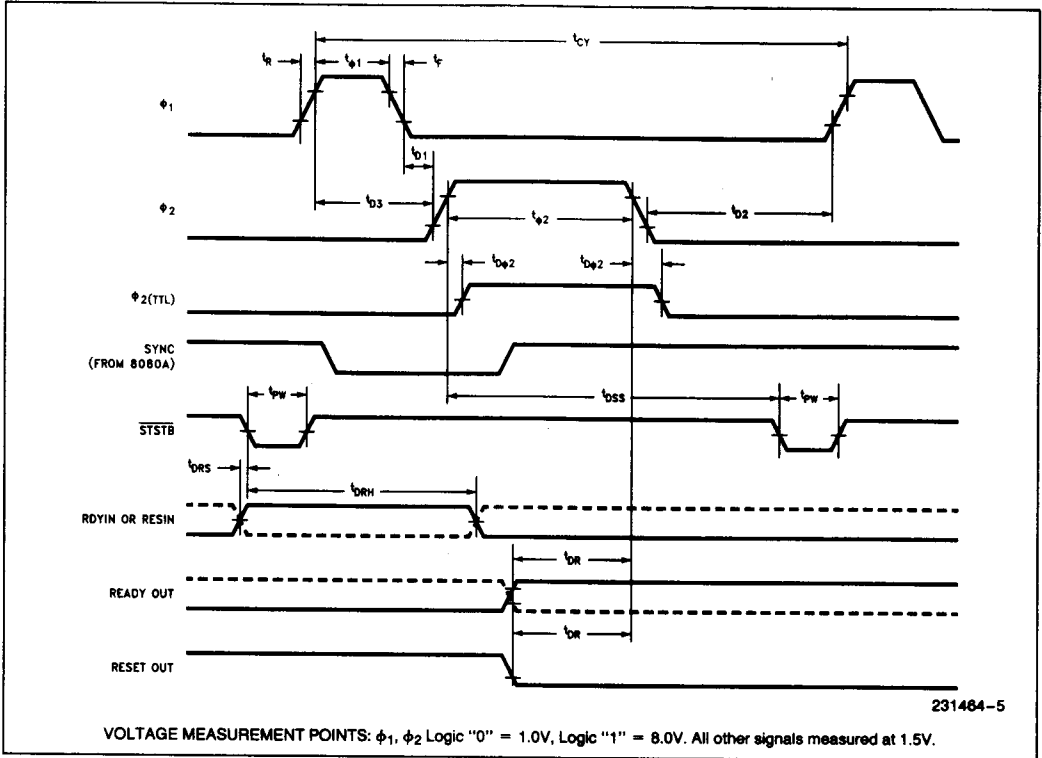 tCY
tR tϕ1 tF
ϕ1
tD1
tD3 tϕ2 tD2
ϕ2
tDϕ2 tDϕ2
ϕ2(TTL)
SYNC
(FROM 8080A)
tDSS
tPW tPW
STSTB
tDRS
tDRH
RDYIN OR RESIN
tDR
READY OUT
tDR
RESET OUT
231464-5
VOLTAGE MEASUREMENT POINTS: ϕ1, ϕ2 Logic "0" = 1.0V, Logic "1" = 8.0V. All other signals measured at 1.5V.